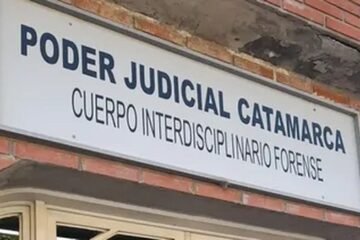 PODER JUDICIAL CATAMARCA
CUERPO INTERDISCIPLINARIO FORENSE